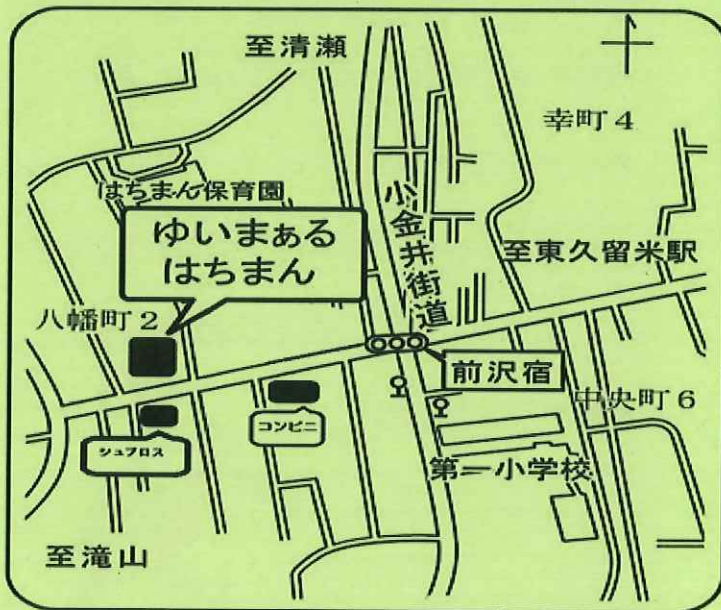 至清瀬
幸町4
はちまん保育園
小金井街道
ゆいまぁる
はちまん
至東久留米駅
八幡町2
前沢宿
中央町6
コンビニ
シュフロス
第一小学校
至滝山